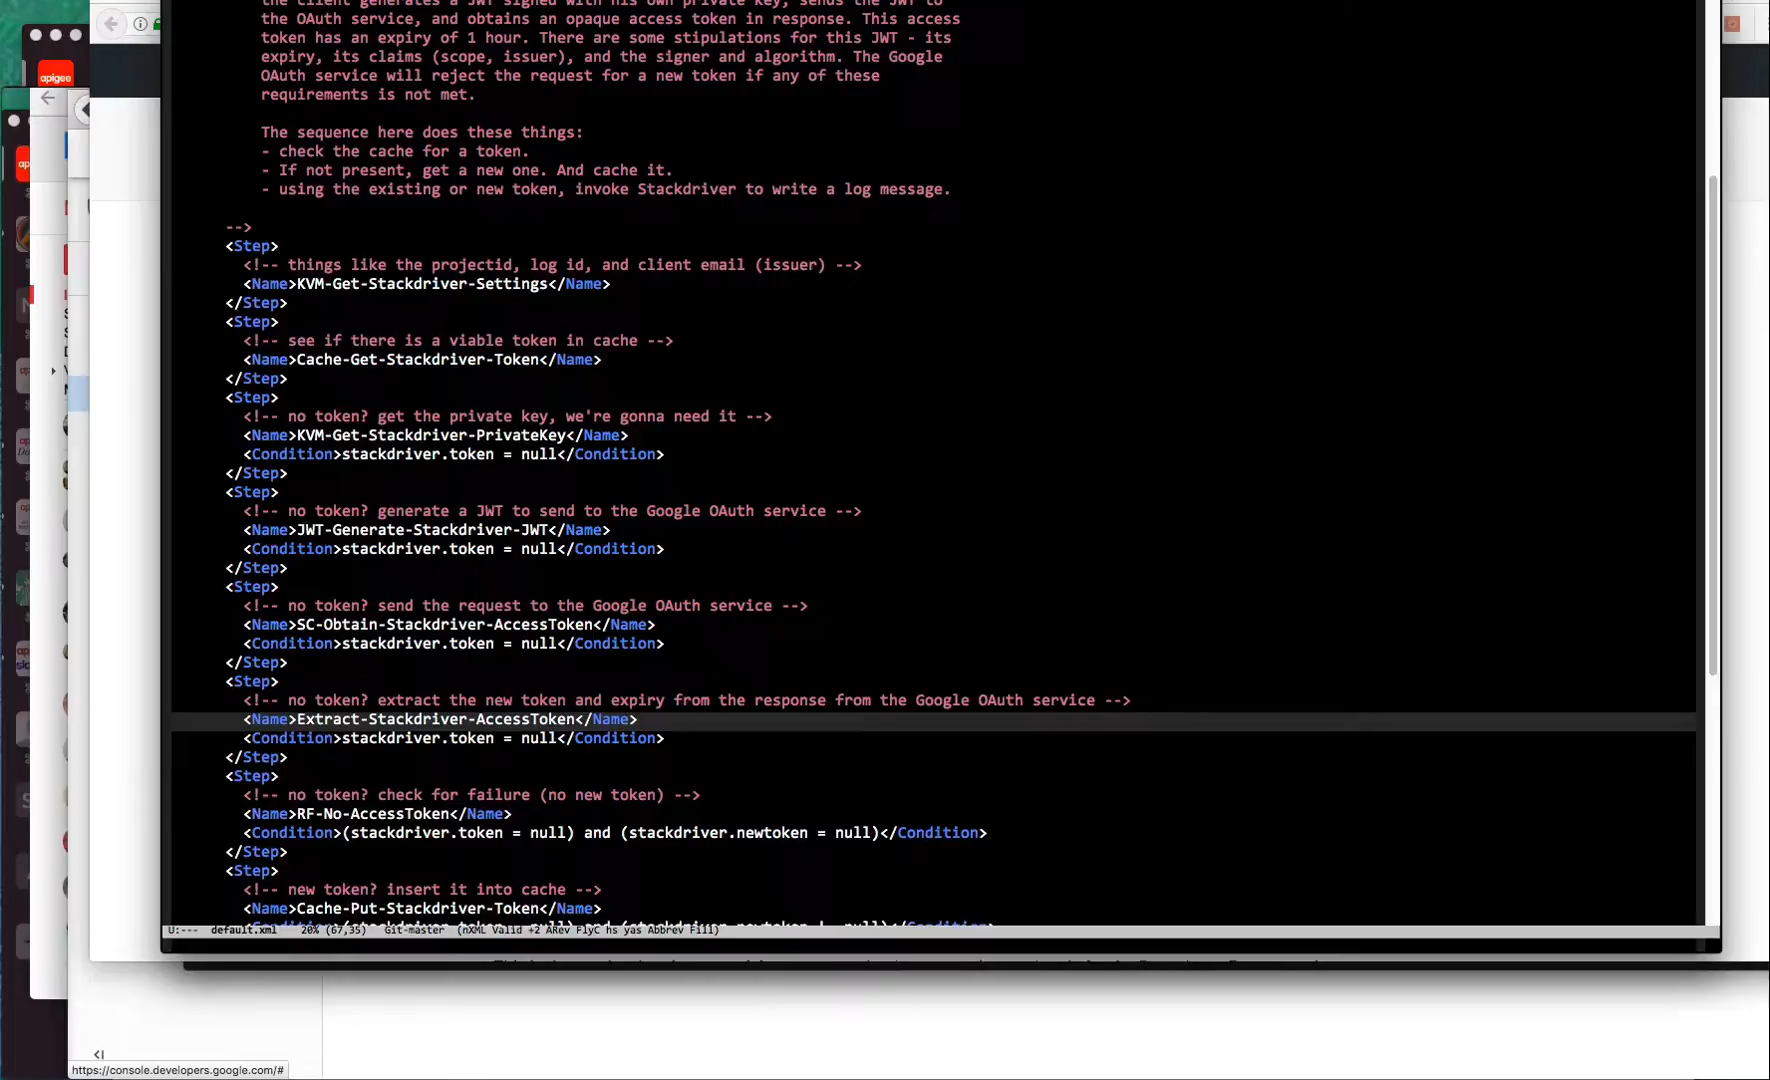 the client generates a JWT signed with his own private key, sends the JWT to
the OAuth service, and obtains an opaque access token in response. This access
token has an expiry of 1 hour. There are some stipulations for this JWT - its
expiry, its claims (scope, issuer), and the signer and algorithm. The Google
OAuth service will reject the request for a new token if any of these
requirements is not met.
The sequence here does these things:
- check the cache for a token.
- If not present, get a new one. And cache it.
- using the existing or new token, invoke Stackdriver to write a log message.
-->
<Step>
<!-- things like the projectid, log id, and client email (issuer) -->
<Name>KVM-Get-Stackdriver-Settings</Name>
</Step>
<Step>
<!-- see if there is a viable token in cache -->
<Name>Cache-Get-Stackdriver-Token</Name>
</Step>
<Step>
<!-- no token? get the private key, we're gonna need it -->
<Name>KVM-Get-Stackdriver-PrivateKey</Name>
<Condition>stackdriver.token = null</Condition>
</Step>
<Step>
<!-- no token? generate a JWT to send to the Google OAuth service -->
<Name>JWT-Generate-Stackdriver-JWT</Name>
<Condition>stackdriver.token = null</Condition>
</Step>
<Step>
<!-- no token? send the request to the Google OAuth service -->
<Name>SC-Obtain-Stackdriver-AccessToken</Name>
<Condition>stackdriver.token = null</Condition>
</Step>
<Step>
<!-- no token? extract the new token and expiry from the response from the Google OAuth service -->
<Name>Extract-Stackdriver-AccessToken</Name>
<Condition>stackdriver.token = null</Condition>
</Step>
<Step>
<!-- no token? check for failure (no new token) -->
<Name>RF-No-AccessToken</Name>
<Condition>(stackdriver.token = null) and (stackdriver.newtoken = null)</Condition>
</Step>
<Step>
<!-- new token? insert it into cache -->
<Name>Cache-Put-Stackdriver-Token</Name>
U:--- default.xml 20% (67,35) Git-master (nXML Valid +2 ARev FlyC hs yas Abbrev Fill)
apigee
https://console.developers.google.com/#